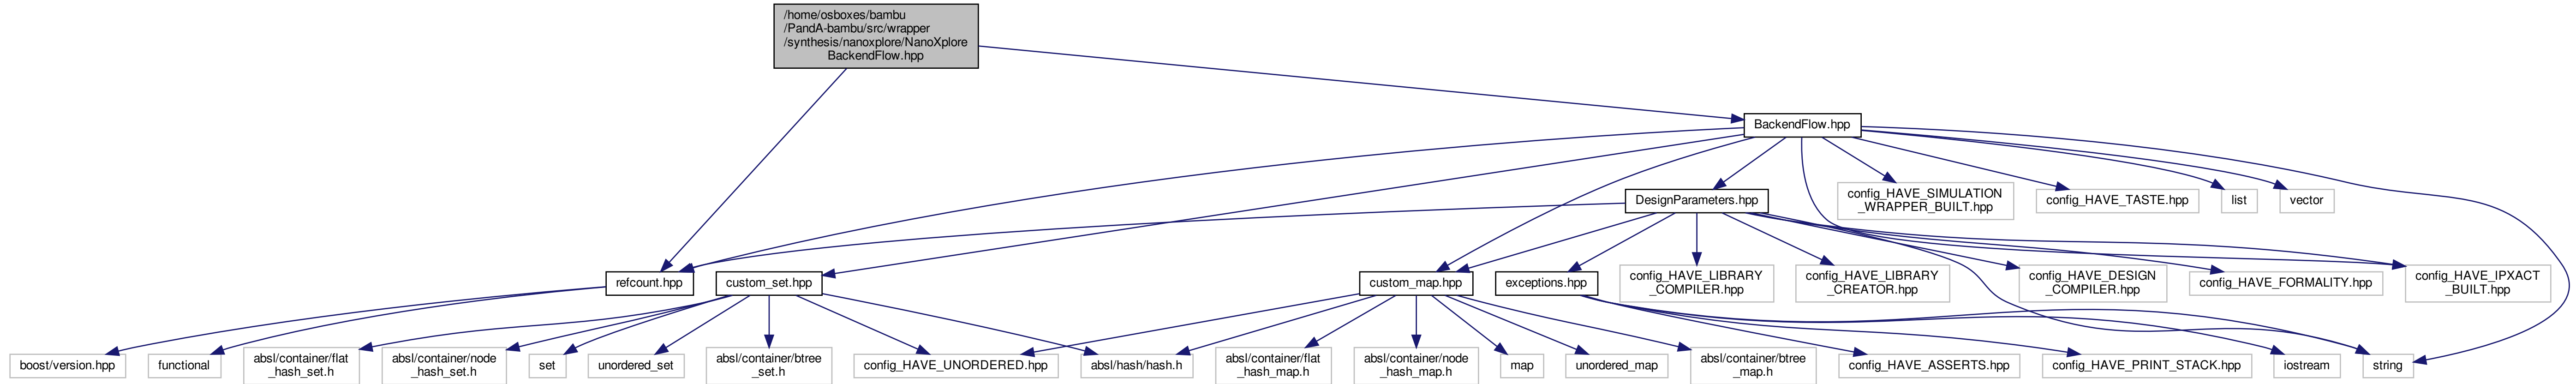 /home/osboxes/bambu
/PandA-bambu/src/wrapper
/synthesis/nanoxplore/NanoXplore
BackendFlow.hpp
BackendFlow.hpp
DesignParameters.hpp
config_HAVE_SIMULATION
_WRAPPER_BUILT.hpp
config_HAVE_TASTE.hpp
list
vector
refcount.hpp
custom_set.hpp
custom_map.hpp
exceptions.hpp
config_HAVE_LIBRARY
_COMPILER.hpp
config_HAVE_LIBRARY
_CREATOR.hpp
config_HAVE_DESIGN
_COMPILER.hpp
config_HAVE_FORMALITY.hpp
config_HAVE_IPXACT
_BUILT.hpp
boost/version.hpp
functional
absl/container/flat
_hash_set.h
absl/container/node
_hash_set.h
set
unordered_set
absl/container/btree
_set.h
config_HAVE_UNORDERED.hpp
absl/hash/hash.h
absl/container/flat
_hash_map.h
absl/container/node
_hash_map.h
map
unordered_map
absl/container/btree
_map.h
config_HAVE_ASSERTS.hpp
config_HAVE_PRINT_STACK.hpp
iostream
string